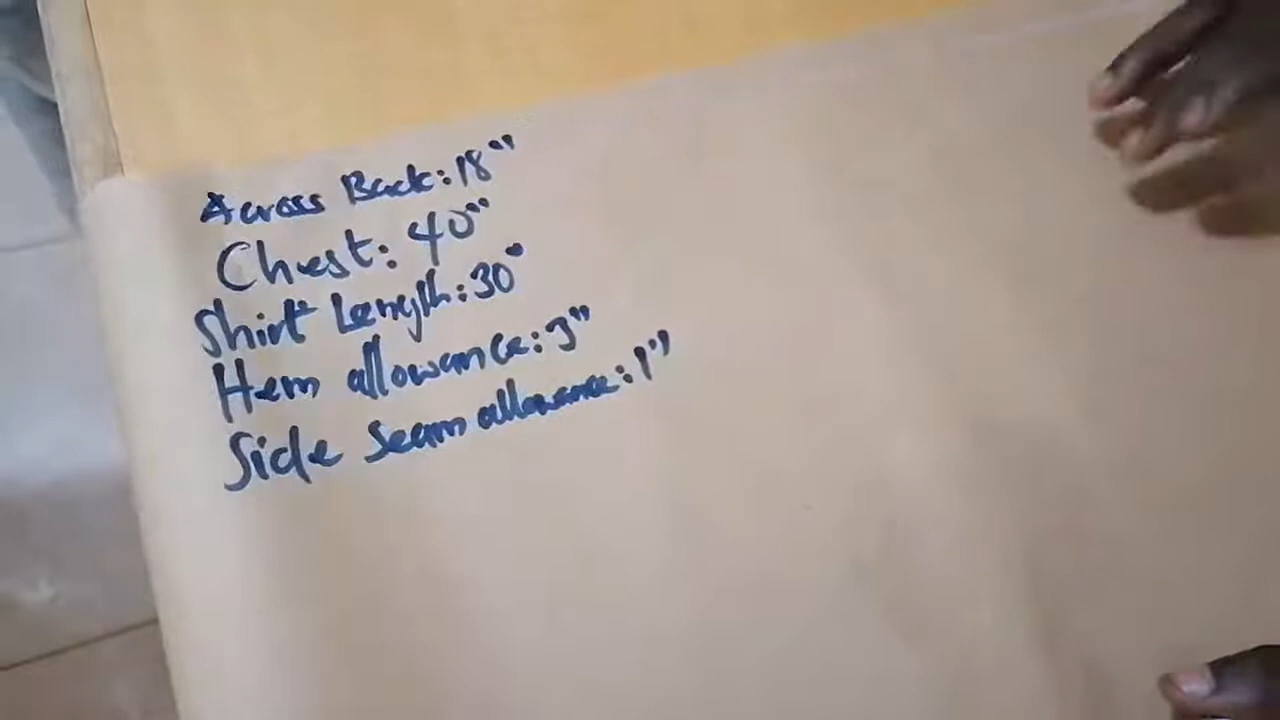 Across Back: 18"
Chest: 40"
Shirt Length: 30"
Hem allowance: 3"
Side Seam allowance: 1"